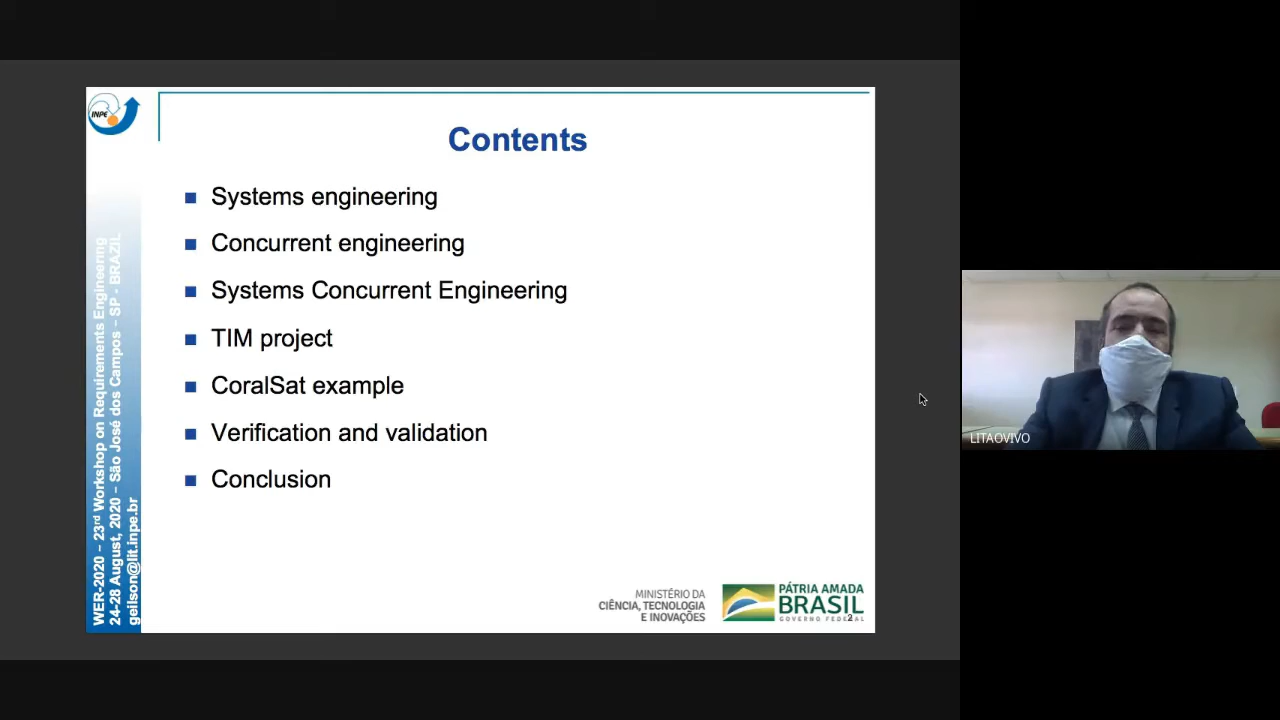 INPE
Contents
Systems engineering
Concurrent engineering
Systems Concurrent Engineering
TIM project
CoralSat example
Verification and validation
Conclusion
WER-2020 – 23rd Workshop on Requirements Engineering
24-28 August, 2020 – São José dos Campos – SP - BRAZIL
geilson@lit.inpe.br
MINISTÉRIO DA
CIÊNCIA, TECNOLOGIA
E INOVAÇÕES
PÁTRIA AMADA
BRASIL
GOVERNO FEDERAL
2
LITAOVIVO